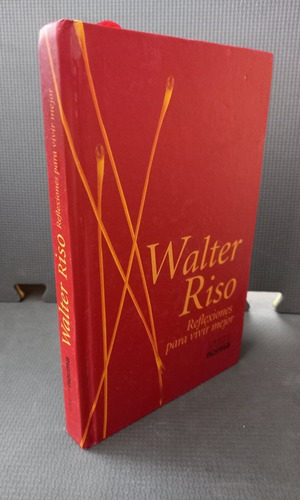 Walter
Riso
Reflexiones
para vivir mejor
Walter Riso Reflexiones para vivir mejor